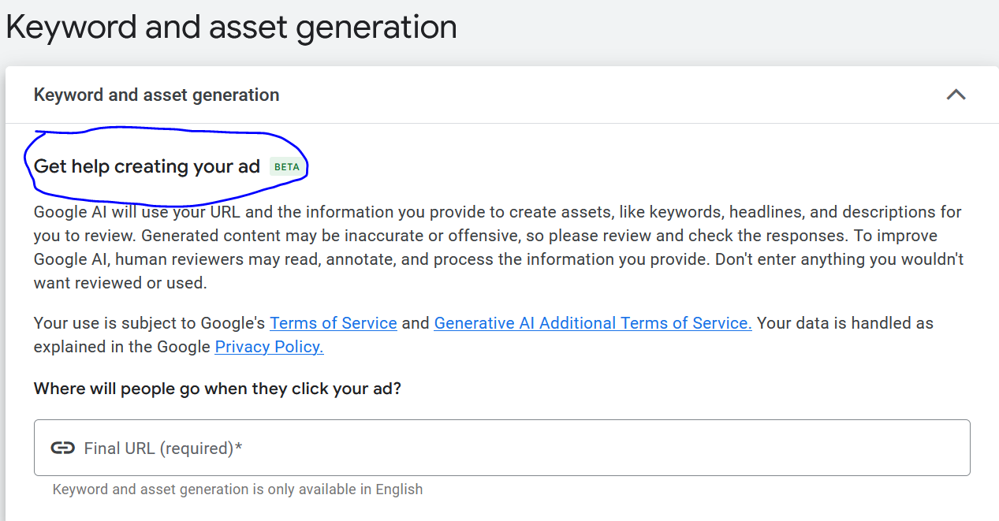 Keyword and asset generation
Keyword and asset generation
Get help creating your ad BETA
Google AI will use your URL and the information you provide to create assets, like keywords, headlines, and descriptions for
you to review. Generated content may be inaccurate or offensive, so please review and check the responses. To improve
Google AI, human reviewers may read, annotate, and process the information you provide. Don't enter anything you wouldn't
want reviewed or used.
Your use is subject to Google's Terms of Service and Generative AI Additional Terms of Service. Your data is handled as
explained in the Google Privacy Policy.
Where will people go when they click your ad?
Final URL (required)*
Keyword and asset generation is only available in English